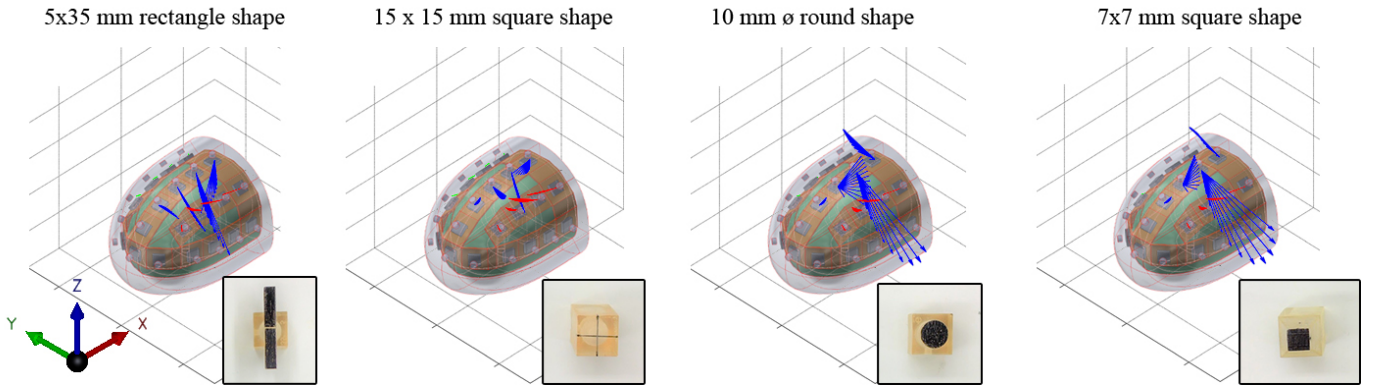 5x35 mm rectangle shape
15 x 15 mm square shape
10 mm ø round shape
7x7 mm square shape
Z
Y
X